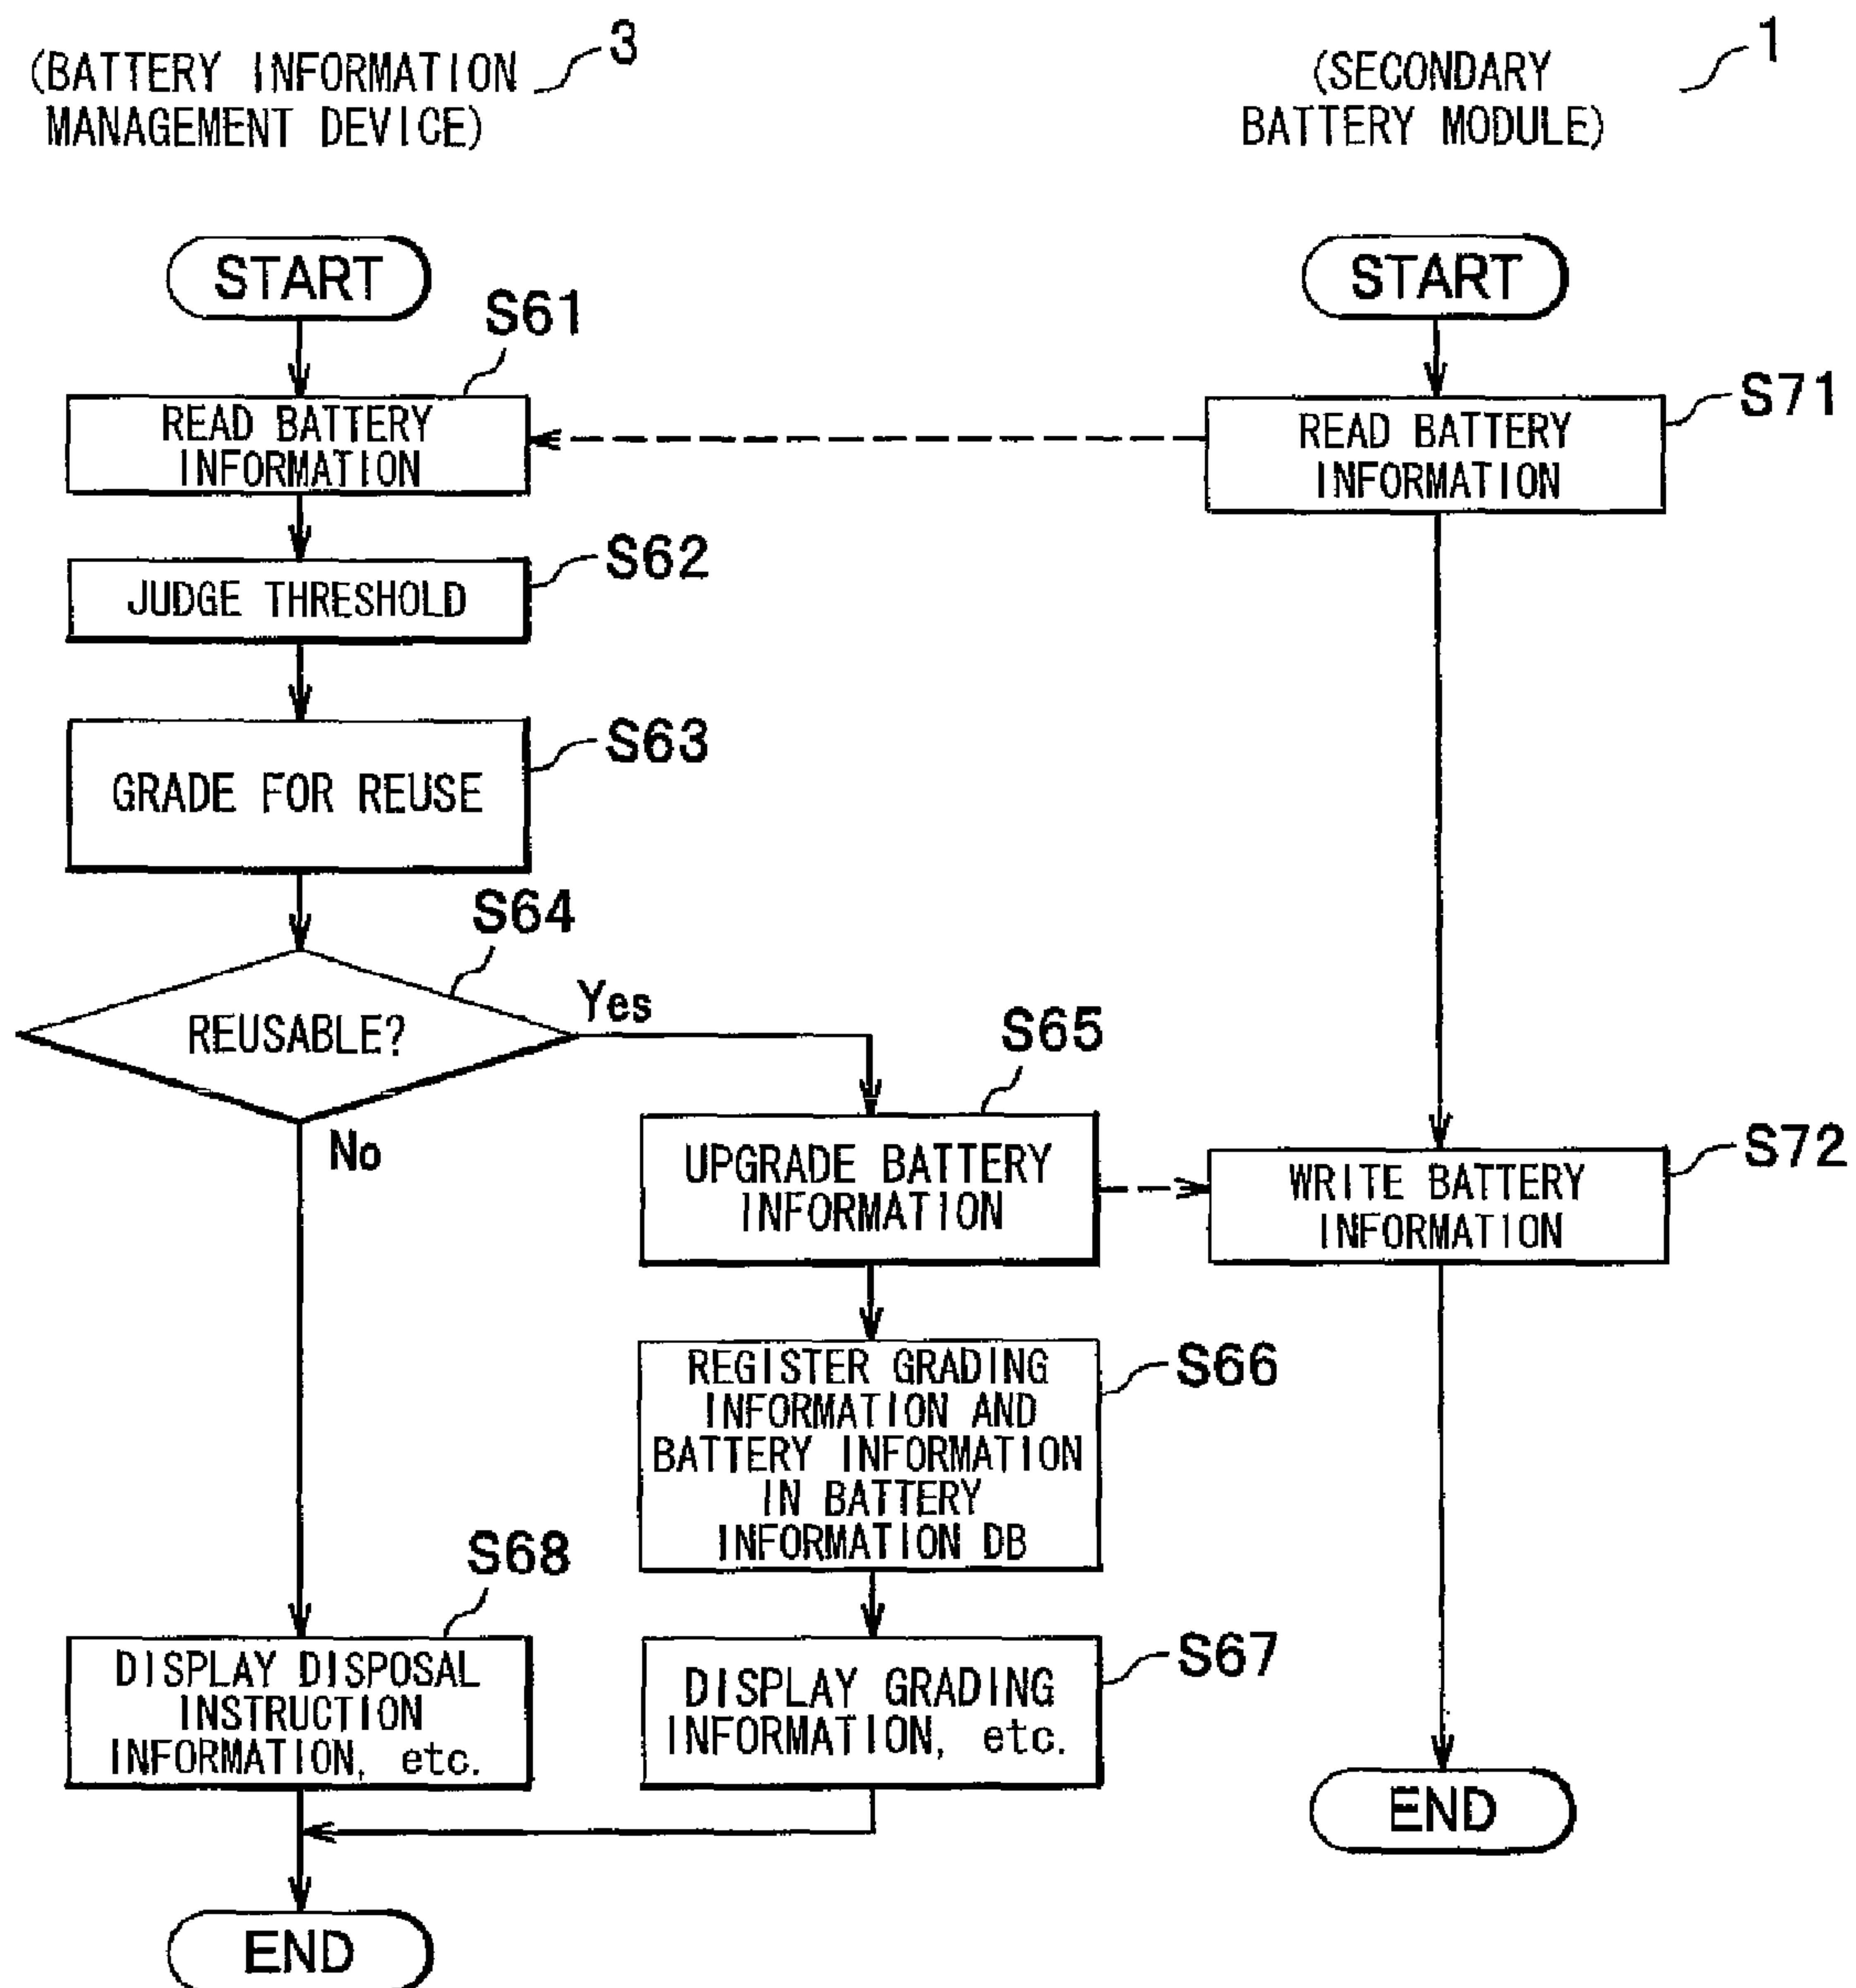 (BATTERY INFORMATION
MANAGEMENT DEVICE)
3
(SECONDARY
BATTERY MODULE)
1
START
START
S61
READ BATTERY
INFORMATION
S71
READ BATTERY
INFORMATION
S62
JUDGE THRESHOLD
S63
GRADE FOR REUSE
S64
REUSABLE?
Yes
No
S65
UPGRADE BATTERY
INFORMATION
S72
WRITE BATTERY
INFORMATION
S66
REGISTER GRADING
INFORMATION AND
BATTERY INFORMATION
IN BATTERY
INFORMATION DB
S68
DISPLAY DISPOSAL
INSTRUCTION
INFORMATION, etc.
S67
DISPLAY GRADING
INFORMATION, etc.
END
END